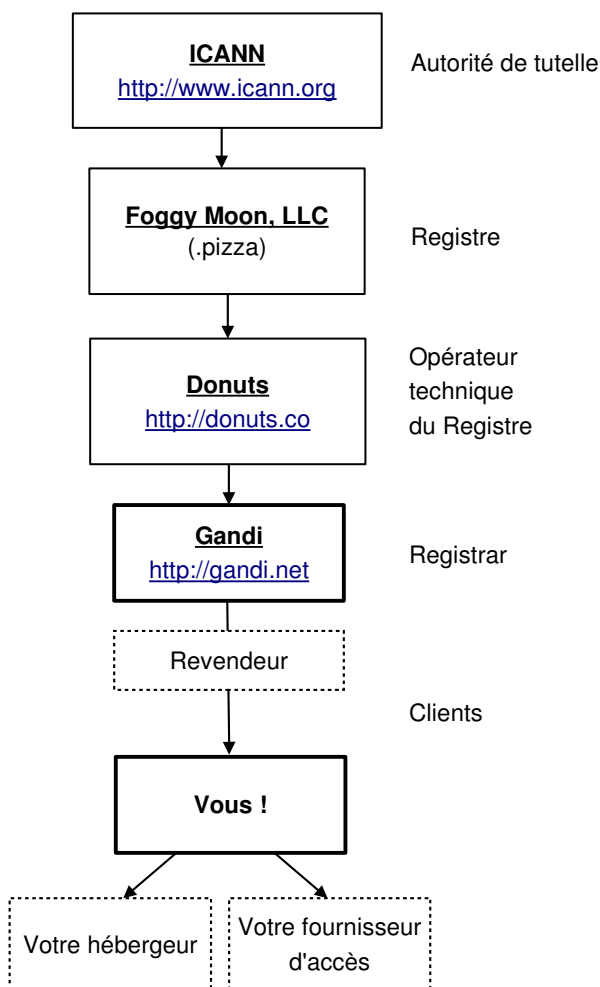 ICANN
http://www.icann.org
Autorité de tutelle
Foggy Moon, LLC
(.pizza)
Registre
Donuts
http://donuts.co
Opérateur
technique
du Registre
Gandi
http://gandi.net
Registrar
Revendeur
Clients
Vous !
Votre hébergeur
Votre fournisseur
d'accès